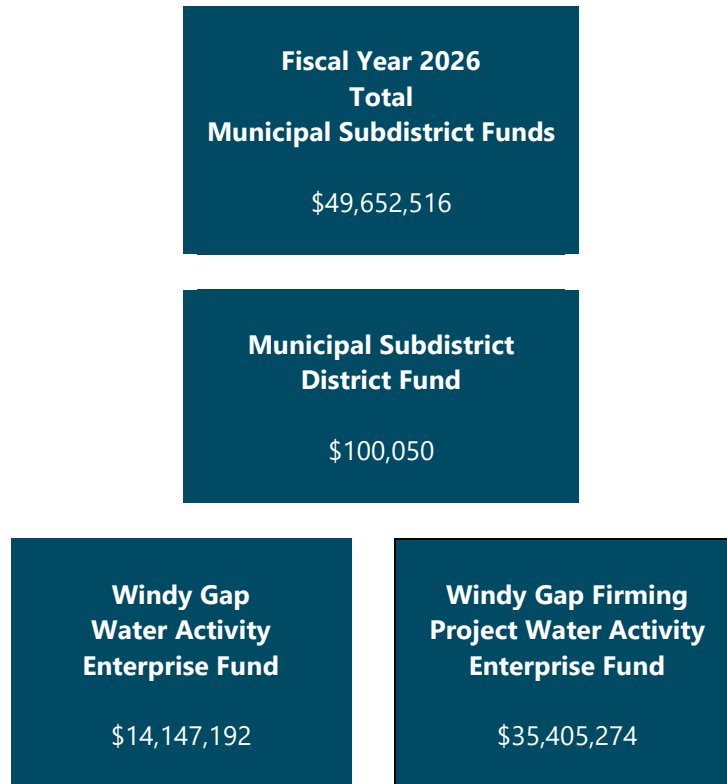 Fiscal Year 2026
Total
Municipal Subdistrict Funds
$49,652,516
Municipal Subdistrict
District Fund
$100,050
Windy Gap
Water Activity
Enterprise Fund
$14,147,192
Windy Gap Firming
Project Water Activity
Enterprise Fund
$35,405,274